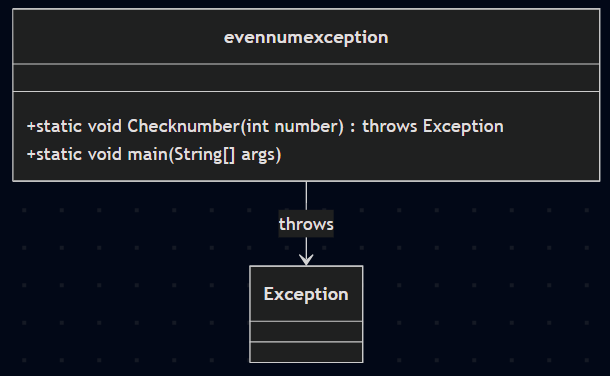 evennumexception
+static void Checknumber(int number) : throws Exception
+static void main(String[] args)
throws
Exception